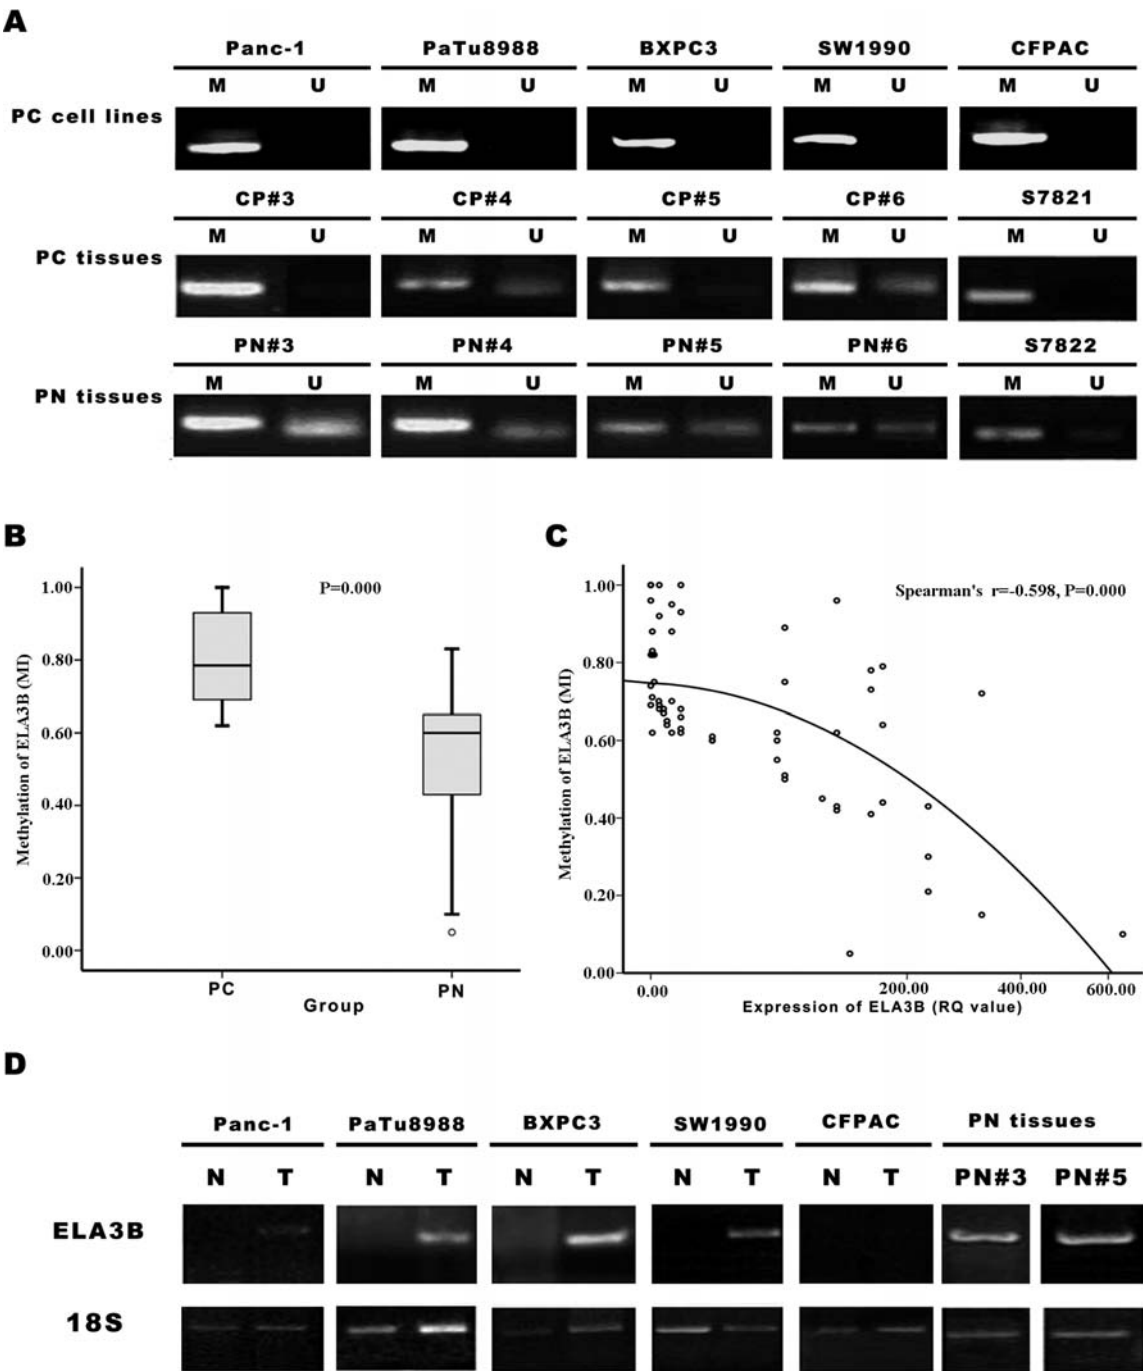 A
Panc-1 PaTu8988 BXPC3 SW1990 CFPAC
M U M U M U M U M U
PC cell lines
CP#3 CP#4 CP#5 CP#6 S7821
M U M U M U M U M U
PC tissues
PN#3 PN#4 PN#5 PN#6 S7822
M U M U M U M U M U
PN tissues
B
P=0.000
1.00
0.80
0.60
0.40
0.20
0.00
Methylation of ELA3B (MI)
PC PN
Group
C
Spearman's r=-0.598, P=0.000
1.00
0.80
0.60
0.40
0.20
0.00
Methylation of ELA3B (MI)
0.00 200.00 400.00 600.00
Expression of ELA3B (RQ value)
D
Panc-1 PaTu8988 BXPC3 SW1990 CFPAC PN tissues
N T N T N T N T N T PN#3 PN#5
ELA3B
18S